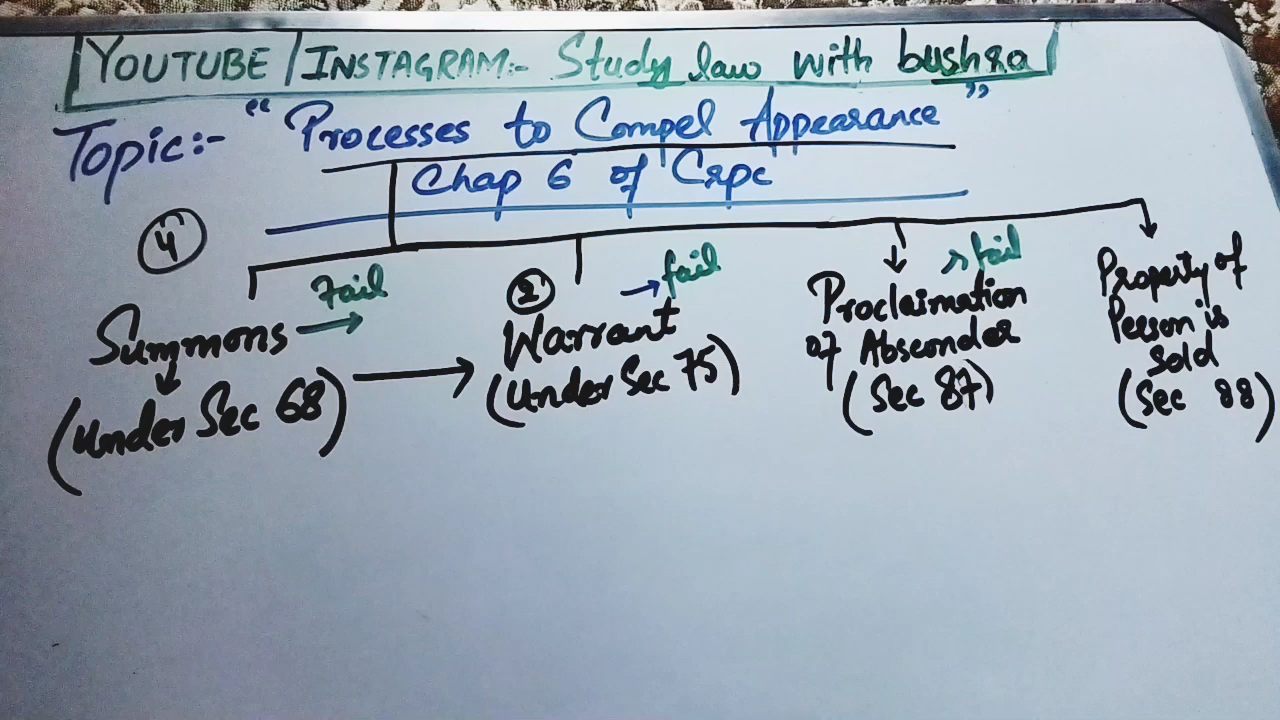 YOUTUBE / INSTAGRAM:- Study law with bushra
Topic:- "Processes to Compel Appearance"
Chap 6 of Crpc
4
Summons
(Under Sec 68)
Fail
2
Warrant
(Under Sec 75)
fail
Proclaimation
of Absconder
(Sec 87)
fail
Property of
Person is
Sold
(Sec 88)